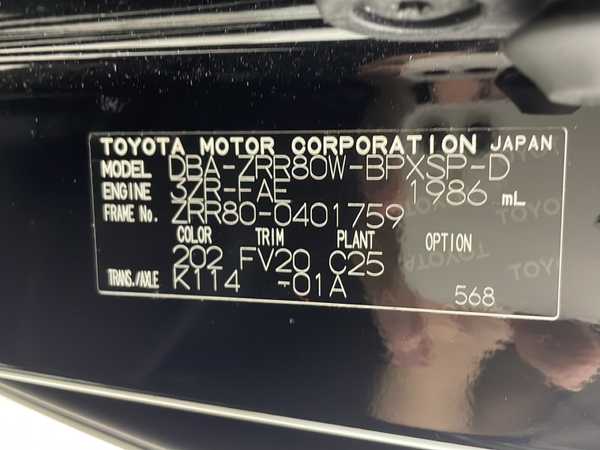 TOYOTA MOTOR CORPORATION JAPAN
MODEL DBA-ZRR80W-BPXSP-D
ENGINE 3ZR-FAE 1986 mL
FRAME No. ZRR80-0401759
COLOR TRIM PLANT OPTION
202 FV20 C25
TRANS./AXLE K114 -01A
568